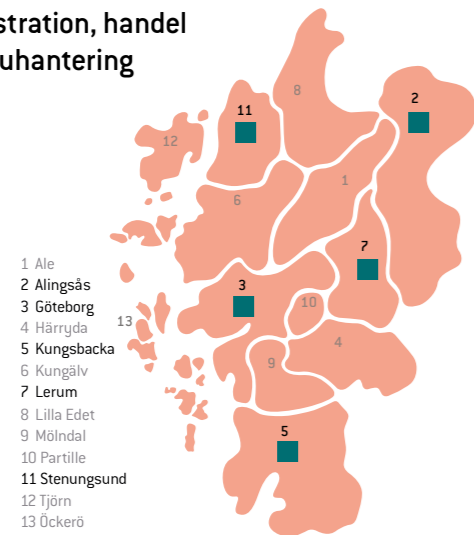 stration, handel
uhantering
8
2
11
12
1
6
7
3
10
13
4
9
5
1 Ale
2 Alingsås
3 Göteborg
4 Härryda
5 Kungsbacka
6 Kungälv
7 Lerum
8 Lilla Edet
9 Mölndal
10 Partille
11 Stenungsund
12 Tjörn
13 Öckerö